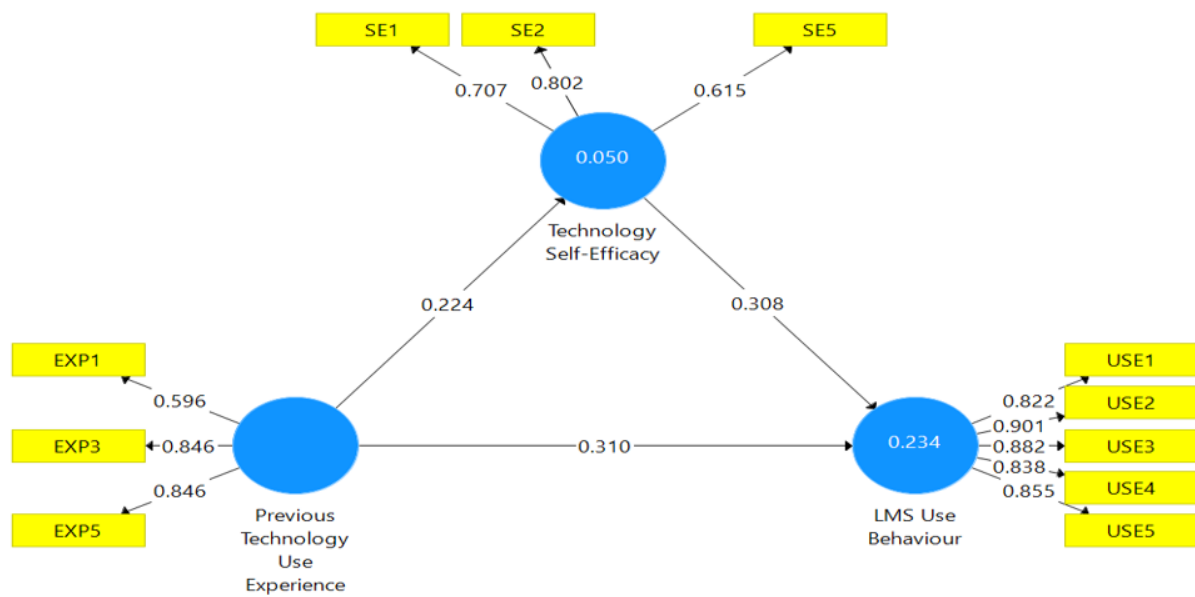 SE1 SE2 SE5
0.707 0.802 0.615
0.050
Technology
Self-Efficacy
0.224 0.308
EXP1
EXP3
EXP5
0.596
0.846
0.846
Previous
Technology
Use
Experience
0.310
0.234
LMS Use
Behaviour
0.822
0.901
0.882
0.838
0.855
USE1
USE2
USE3
USE4
USE5